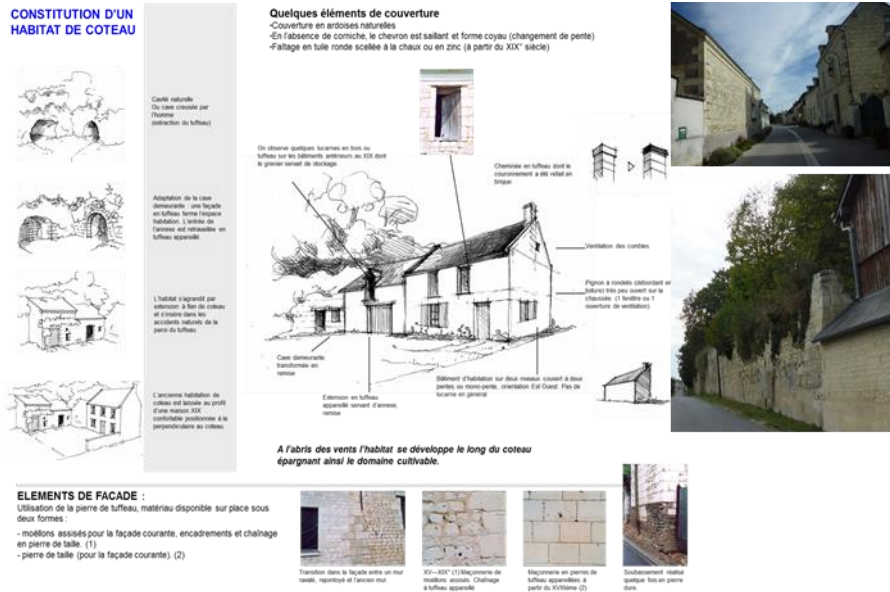 CONSTITUTION D'UN
HABITAT DE COTEAU
Cavité naturelle
Ou cave creusée par
l'homme
(extraction du tuffeau)
Adaptation de la cave
demeurante : une façade
en tuffeau ferme l'espace
habitation. L'entrée de
l'annexe est retravaillée en
tuffeau appareillé.
L'habitat s'agrandit par
extension à flan de coteau
et s'insère dans les
accidents naturels de la
paroi du tuffeau.
L'ancienne habitation de
coteau est laissée au profit
d'une maison XIX
confortable positionnée à la
perpendiculaire au coteau.
Quelques éléments de couverture
•Couverture en ardoises naturelles
•En l'absence de corniche, le chevron est saillant et forme coyau (changement de pente)
•Faîtage en tuile ronde scellée à la chaux ou en zinc (à partir du XIX° siècle)
On observe quelques lucarnes en bois ou
tuffeau sur les bâtiments antérieurs au XIX dont
le grenier servait de stockage.
Cheminée en tuffeau dont le
couronnement a été refait en
brique.
Ventilation des combles
Pignon à rondelis (débordant en
toiture) très peu ouvert sur la
chaussée. (1 fenêtre ou 1
ouverture de ventilation).
Cave demeurante
transformée en
remise
Extension en tuffeau
appareillé servant d'annexe,
remise
Bâtiment d'habitation sur deux niveaux couvert à deux
pentes ou mono-pente, orientation Est Ouest. Pas de
lucarne en général
A l'abris des vents l'habitat se développe le long du coteau
épargnant ainsi le domaine cultivable.
ELEMENTS DE FACADE :
Utilisation de la pierre de tuffeau, matériau disponible sur place sous
deux formes :
- moëllons assisés pour la façade courante, encadrements et chaînage
en pierre de taille. (1)
- pierre de taille (pour la façade courante). (2)
Transition dans la façade entre un mur
ravalé, rejointoyé et l'ancien mur.
XV—XIX° (1) Maçonnerie de
moëllons assisés. Chaînage
à tuffeau appareillé
Maçonnerie en pierres de
tuffeau appareillées à
partir du XVIIIème (2)
Soubassement réalisé
quelque fois en pierre
dure